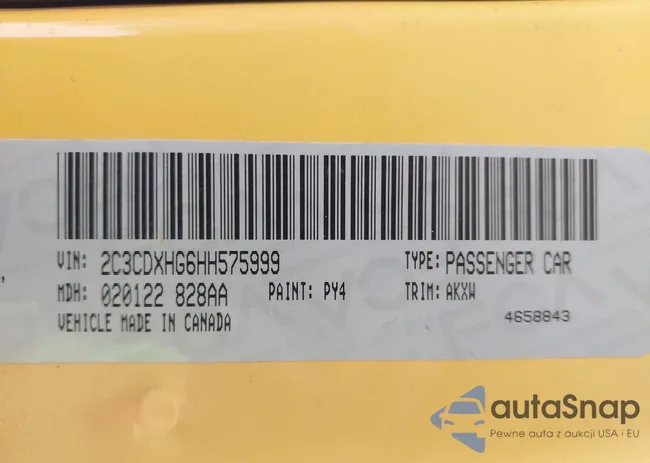 VIN: 2C3CDXHG6HH575999 TYPE: PASSENGER CAR
MDH: 020122 828AA PAINT: PY4 TRIM: AKXW
VEHICLE MADE IN CANADA 4658843
autaSnap
Pewne auta z aukcji USA i EU